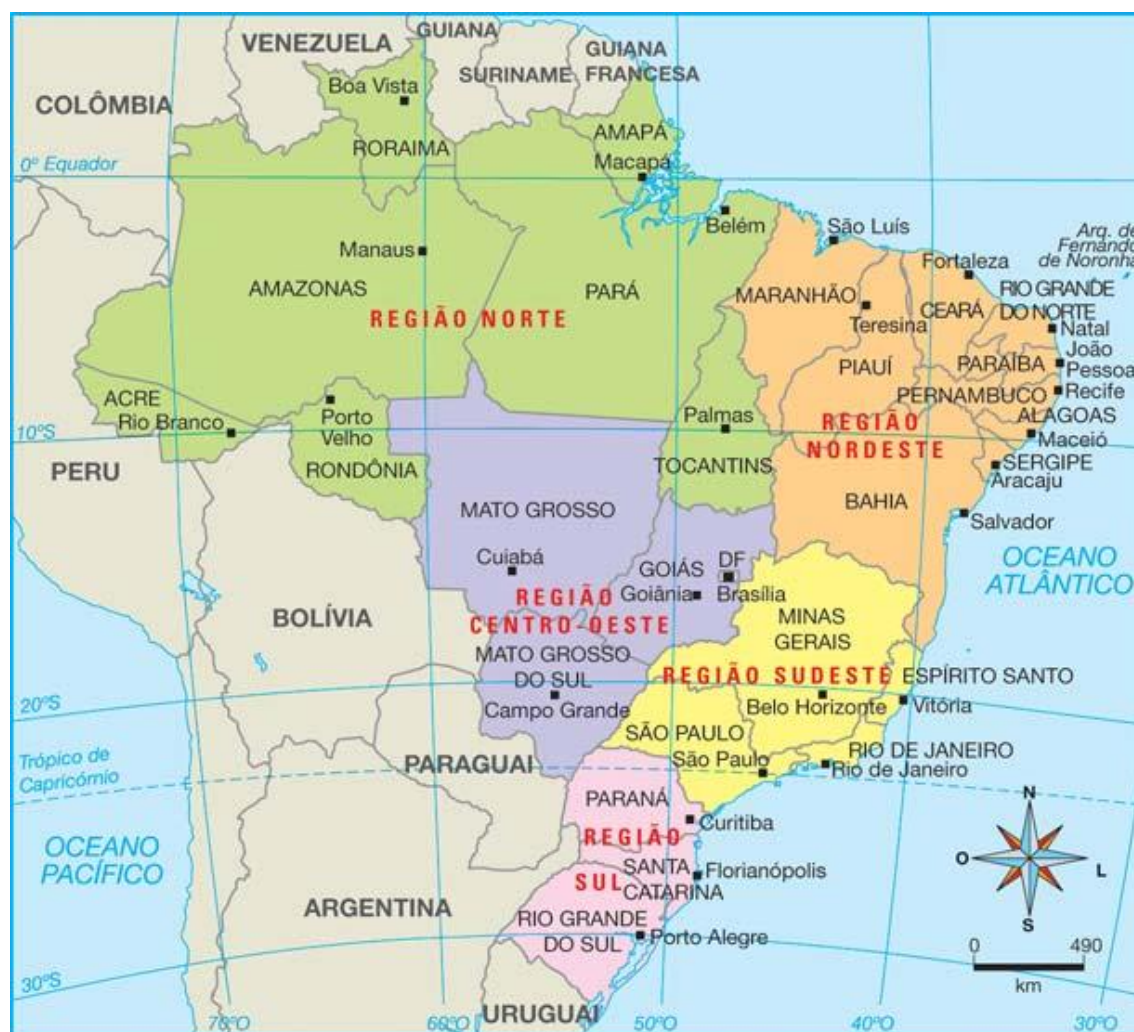 VENEZUELA
GUIANA
SURINAME
GUIANA
FRANCESA
COLÔMBIA
Boa Vista
RORAIMA
AMAPÁ
Macapá
0º Equador
Belém
São Luís
Arq. de
Fernando
de Noronha
Manaus
AMAZONAS
PARÁ
REGIÃO NORTE
MARANHÃO
Teresina
Fortaleza
CEARÁ
RIO GRANDE
DO NORTE
Natal
PIAUÍ
PARAÍBA
João
Pessoa
PERNAMBUCO
Recife
ACRE
Rio Branco
Porto
Velho
Palmas
REGIÃO
NORDESTE
ALAGOAS
Maceió
10ºS
PERU
RONDÔNIA
TOCANTINS
SERGIPE
Aracaju
BAHIA
Salvador
MATO GROSSO
Cuiabá
GOIÁS
Goiânia
DF
Brasília
OCEANO
ATLÂNTICO
BOLÍVIA
REGIÃO
CENTRO-OESTE
MINAS
GERAIS
MATO GROSSO
DO SUL
Campo Grande
REGIÃO SUDESTE
ESPÍRITO SANTO
Belo Horizonte
Vitória
20ºS
SÃO PAULO
São Paulo
RIO DE JANEIRO
Rio de Janeiro
Trópico de
Capricórnio
PARAGUAI
PARANÁ
Curitiba
REGIÃO
SUL
SANTA
CATARINA
Florianópolis
OCEANO
PACÍFICO
ARGENTINA
RIO GRANDE
DO SUL
Porto Alegre
N
O
L
S
0
490
km
30ºS
URUGUAI
70ºO
60ºO
50ºO
40ºO
30ºO